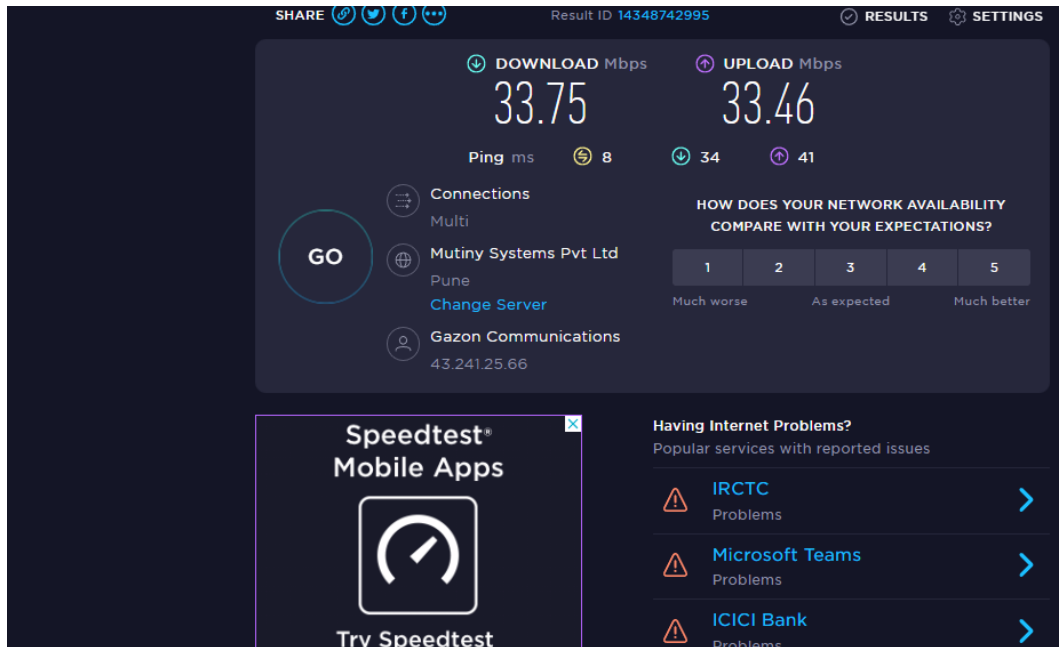 SHARE
Result ID 14348742995
RESULTS
SETTINGS
DOWNLOAD Mbps
UPLOAD Mbps
33.75
33.46
Ping ms
8
34
41
Connections
Multi
Mutiny Systems Pvt Ltd
Pune
Change Server
Gazon Communications
43.241.25.66
GO
HOW DOES YOUR NETWORK AVAILABILITY
COMPARE WITH YOUR EXPECTATIONS?
1 2 3 4 5
Much worse As expected Much better
Speedtest®
Mobile Apps
Try Speedtest
Having Internet Problems?
Popular services with reported issues
IRCTC
Problems
Microsoft Teams
Problems
ICICI Bank
Problems